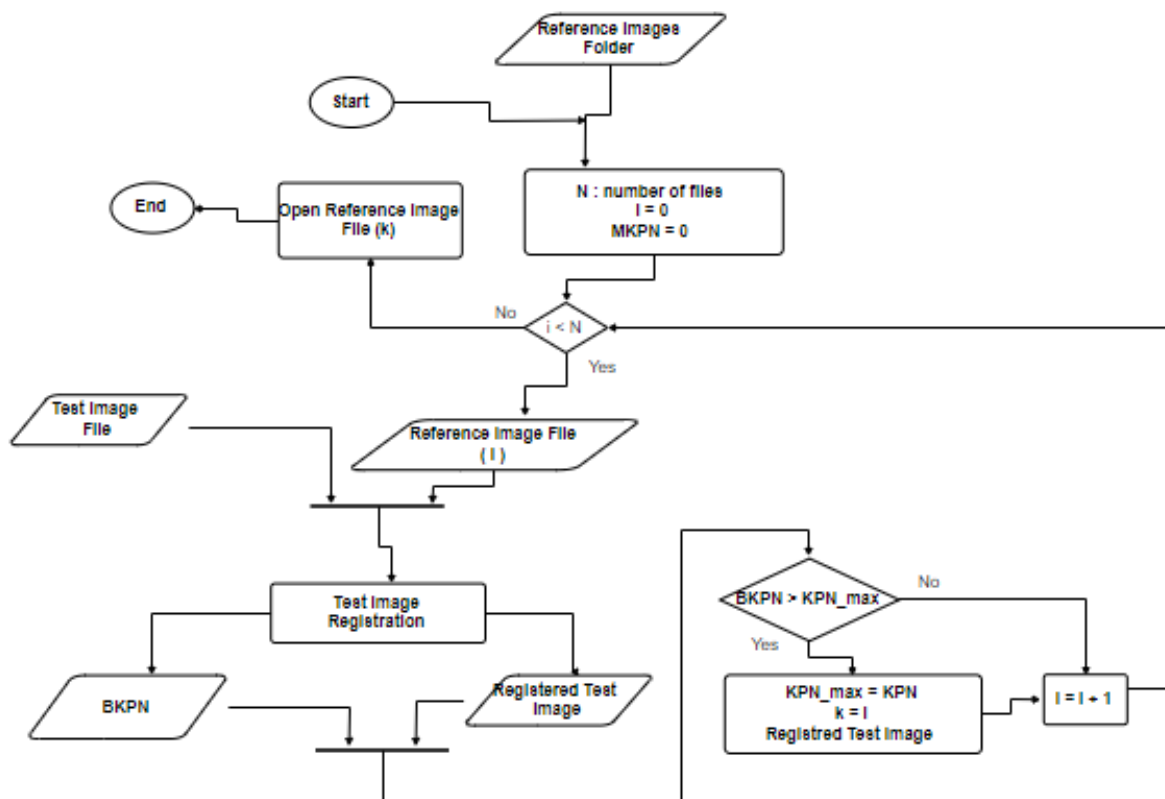 Reference Images
Folder
Start
N : number of files
I = 0
MKPN = 0
End
Open Reference Image
File (k)
No
i < N
Yes
Test Image
File
Reference Image File
( I )
Test Image
Registration
BKPN > KPN_max
No
Yes
BKPN
Registered Test
Image
KPN_max = KPN
k = I
Registred Test Image
I = I + 1